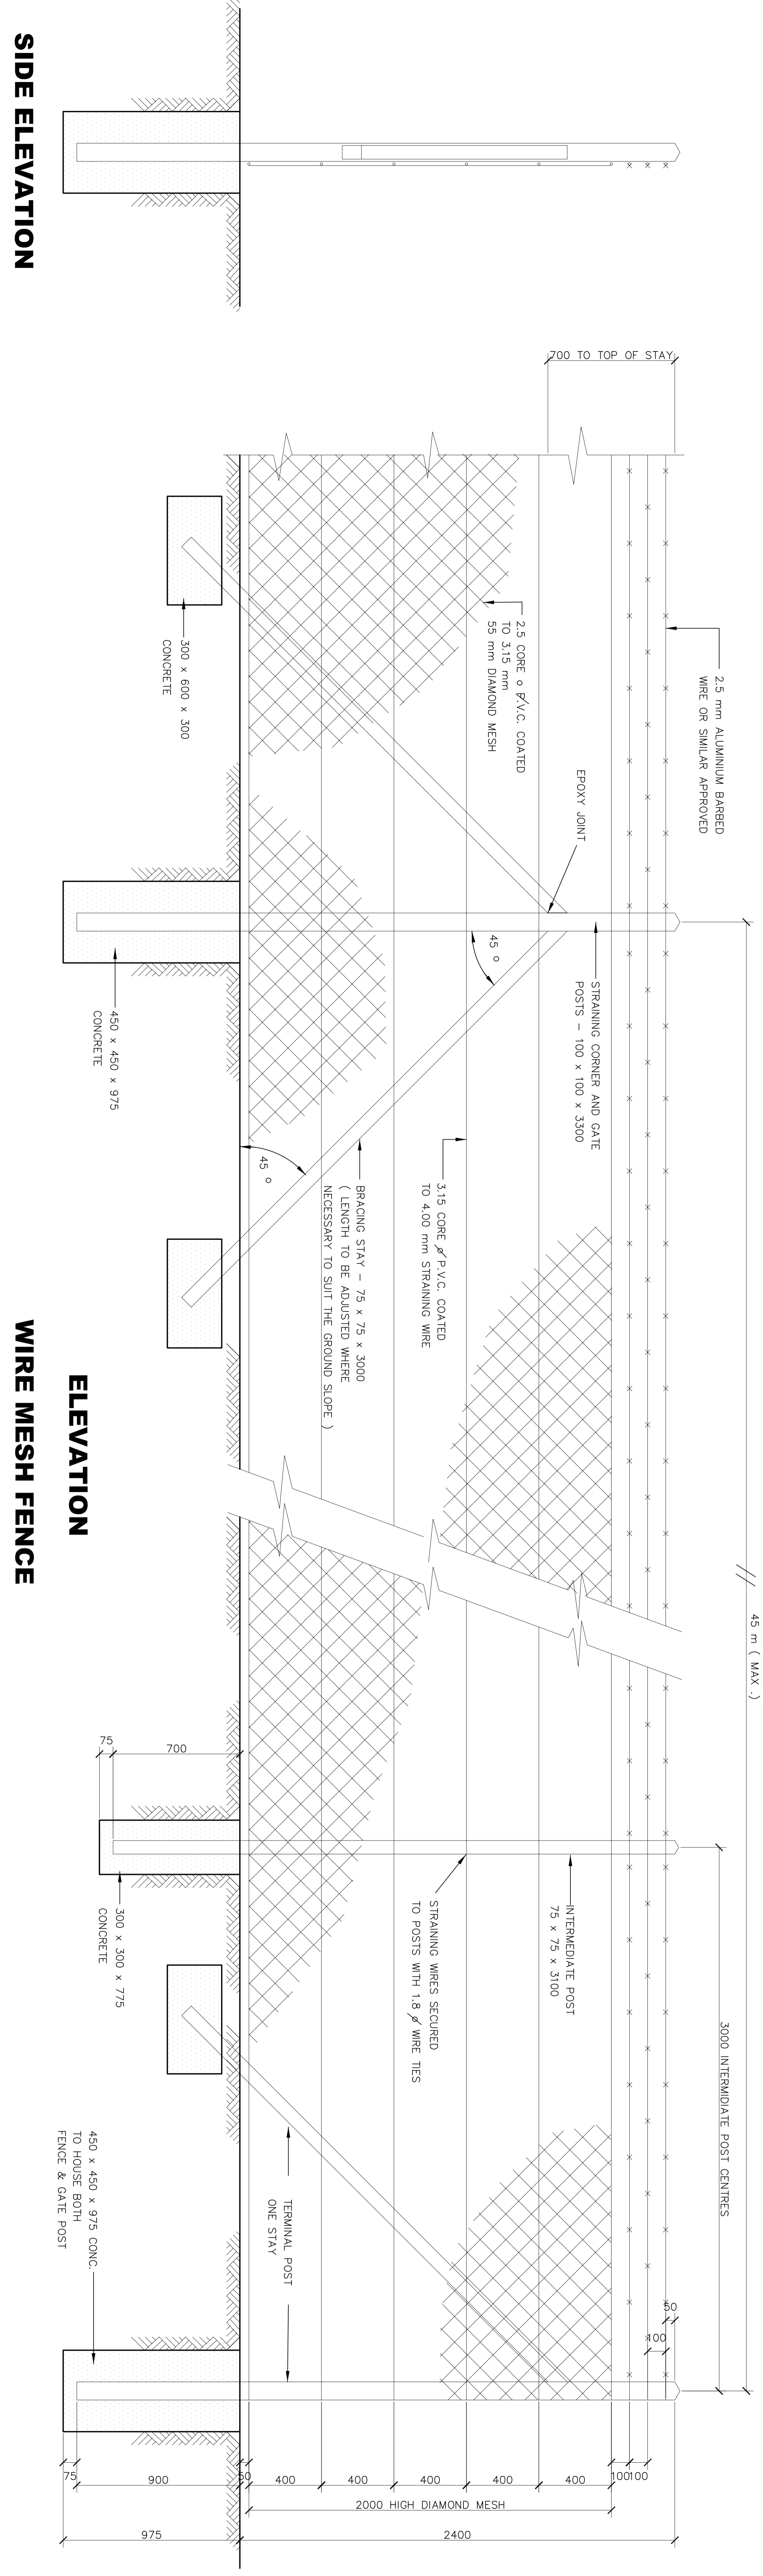 SIDE ELEVATION
700 TO TOP OF STAY
2.5 mm ALUMINIUM BARBED
WIRE OR SIMILAR APPROVED
2.5 CORE o P.V.C. COATED
TO 3.15 mm
55 mm DIAMOND MESH
300 x 600 x 300
CONCRETE
EPOXY JOINT
45 o
STRAINING CORNER AND GATE
POSTS - 100 x 100 x 3300
450 x 450 x 975
CONCRETE
45 o
3.15 CORE ø P.V.C. COATED
TO 4.00 mm STRAINING WIRE
BRACING STAY - 75 x 75 x 3000
( LENGTH TO BE ADJUSTED WHERE
NECESSARY TO SUIT THE GROUND SLOPE )
45 m ( MAX .)
ELEVATION
WIRE MESH FENCE
75
700
INTERMEDIATE POST
75 x 75 x 3100
STRAINING WIRES SECURED
TO POSTS WITH 1.8 ø WIRE TIES
300 x 300 x 775
CONCRETE
3000 INTERMIDIATE POST CENTRES
TERMINAL POST
ONE STAY
450 x 450 x 975 CONC.
TO HOUSE BOTH
FENCE & GATE POST
50
100
75
900
50
400
400
400
400
400
100
100
2000 HIGH DIAMOND MESH
975
2400